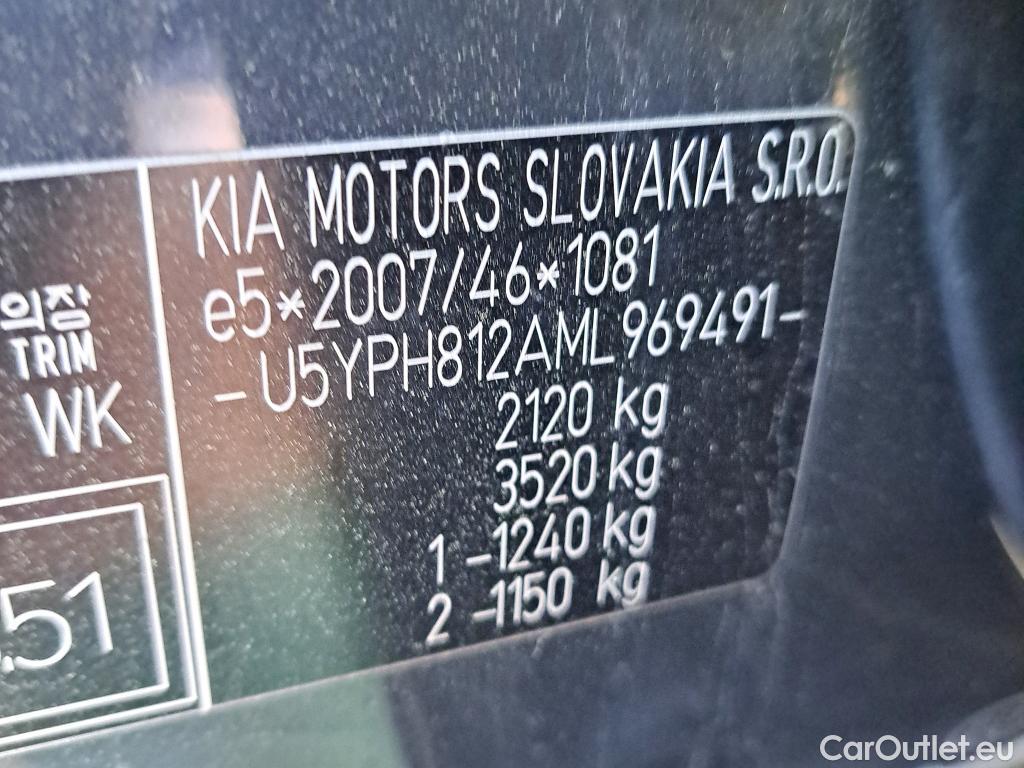 KIA MOTORS SLOVAKIA S.R.O.
e5*2007/46*1081
-U5YPH812AML969491-
2120 kg
3520 kg
1 -1240 kg
2 -1150 kg
의장
TRIM
WK
.51
CarOutlet.eu